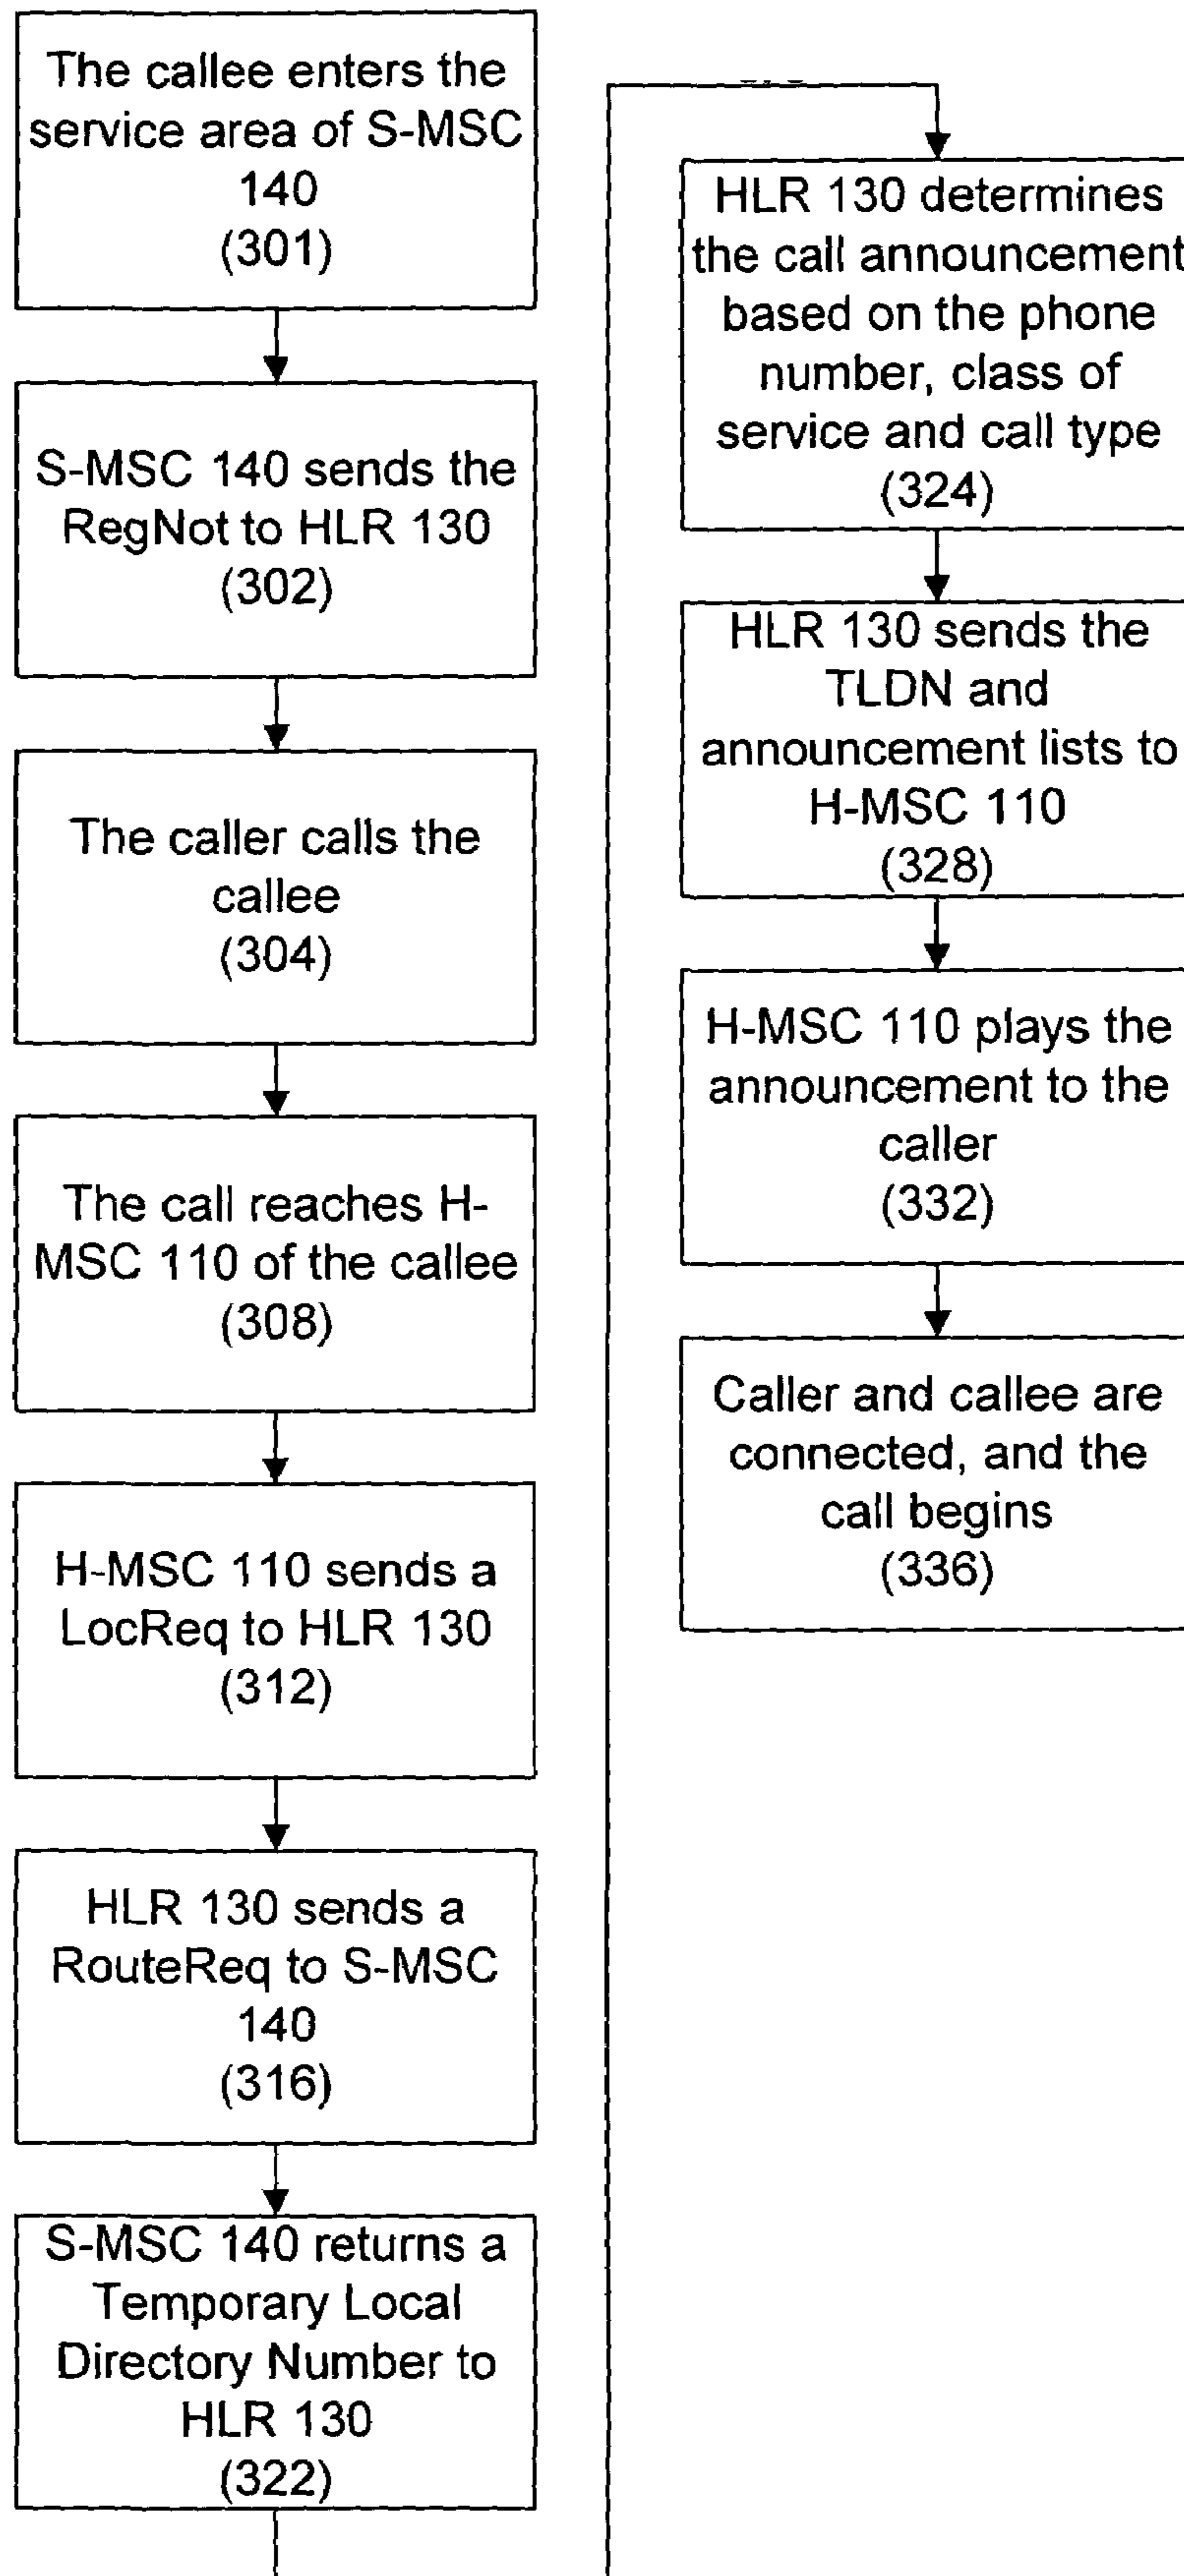 The callee enters the
service area of S-MSC
140
(301)
S-MSC 140 sends the
RegNot to HLR 130
(302)
The caller calls the
callee
(304)
The call reaches H-
MSC 110 of the callee
(308)
H-MSC 110 sends a
LocReq to HLR 130
(312)
HLR 130 sends a
RouteReq to S-MSC
140
(316)
S-MSC 140 returns a
Temporary Local
Directory Number to
HLR 130
(322)
HLR 130 determines
the call announcement
based on the phone
number, class of
service and call type
(324)
HLR 130 sends the
TLDN and
announcement lists to
H-MSC 110
(328)
H-MSC 110 plays the
announcement to the
caller
(332)
Caller and callee are
connected, and the
call begins
(336)